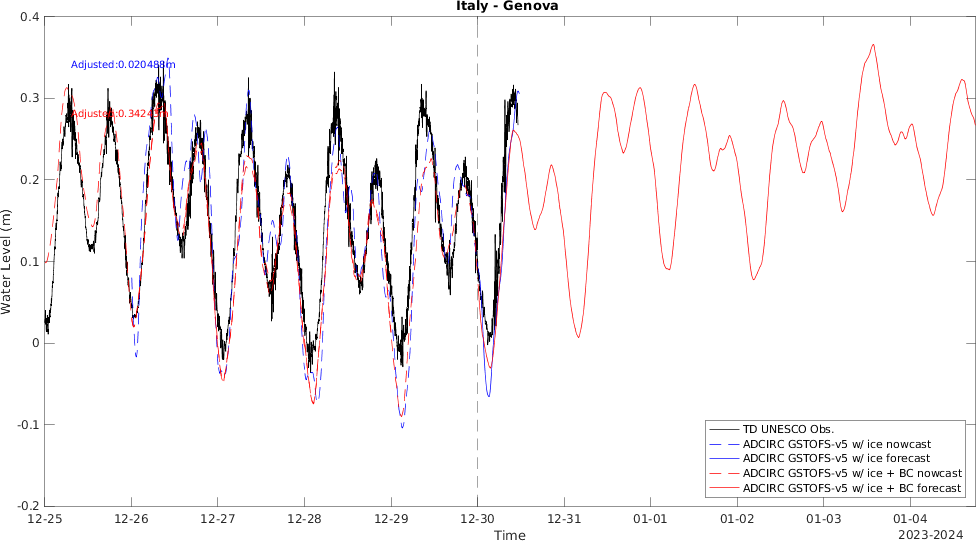 Italy - Genova
Water Level (m)
0.4
0.3
0.2
0.1
0
-0.1
-0.2
Adjusted:0.020488m
Adjusted:0.34243m
TD UNESCO Obs.
ADCIRC GSTOFS-v5 w/ ice nowcast
ADCIRC GSTOFS-v5 w/ ice forecast
ADCIRC GSTOFS-v5 w/ ice + BC nowcast
ADCIRC GSTOFS-v5 w/ ice + BC forecast
12-25 12-26 12-27 12-28 12-29 12-30 12-31 01-01 01-02 01-03 01-04
Time
2023-2024